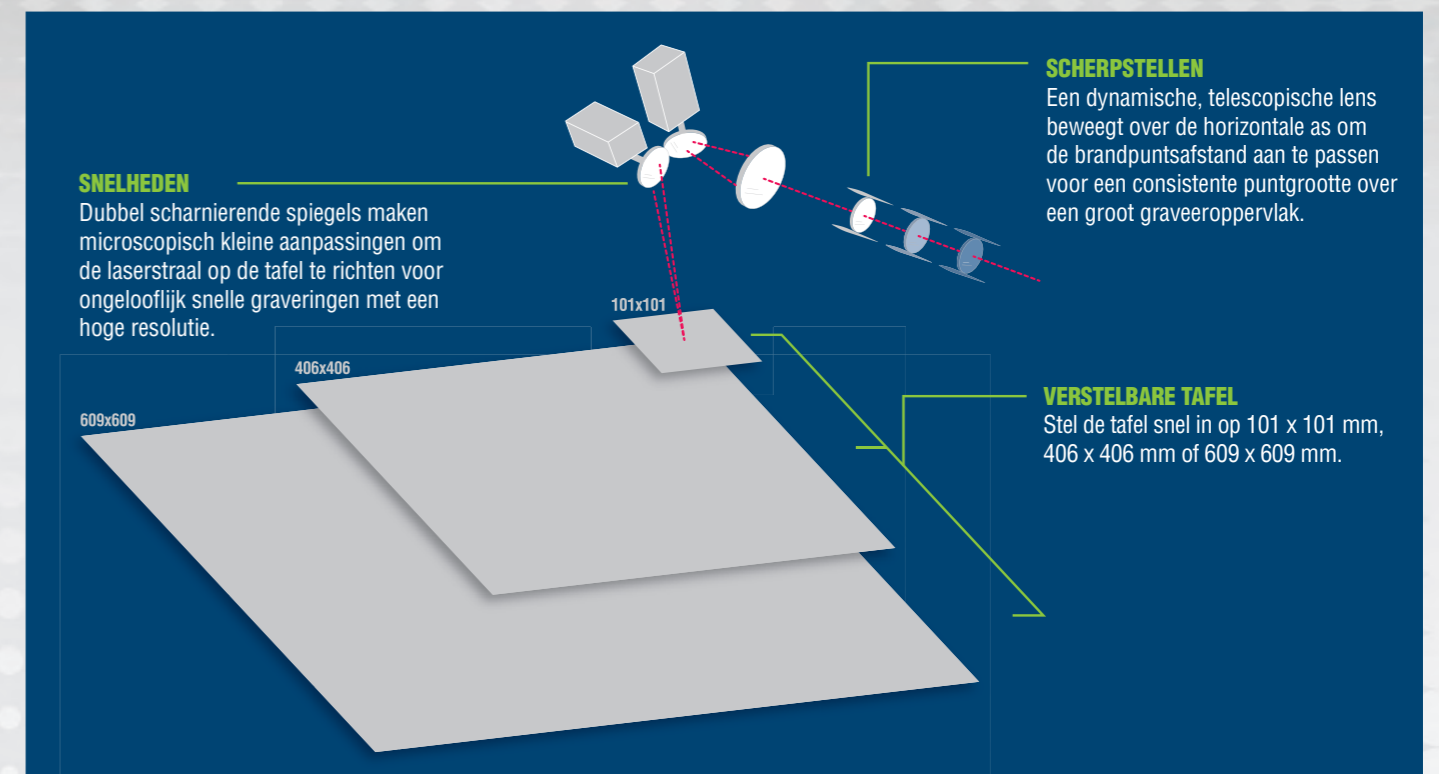 SCHERPSTELLEN
Een dynamische, telescopische lens
beweegt over de horizontale as om
de brandpuntsafstand aan te passen
voor een consistente puntgrootte over
een groot graveeroppervlak.
SNELHEDEN
Dubbel scharnierende spiegels maken
microscopisch kleine aanpassingen om
de laserstraal op de tafel te richten voor
ongelooflijk snelle graveringen met een
hoge resolutie.
101x101
406x406
609x609
VERSTELBARE TAFEL
Stel de tafel snel in op 101 x 101 mm,
406 x 406 mm of 609 x 609 mm.